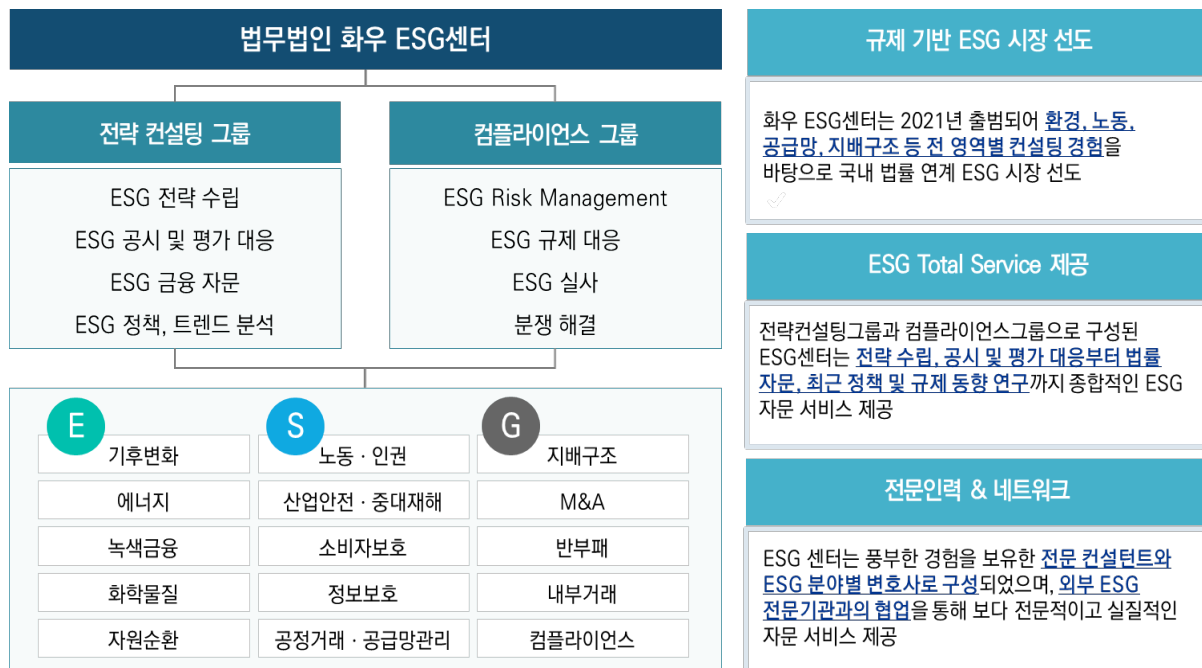 법무법인 화우 ESG센터
전략 컨설팅 그룹
ESG 전략 수립
ESG 공시 및 평가 대응
ESG 금융 자문
ESG 정책, 트렌드 분석
컴플라이언스 그룹
ESG Risk Management
ESG 규제 대응
ESG 실사
분쟁 해결
E
기후변화
에너지
녹색금융
화학물질
자원순환
S
노동 · 인권
산업안전 · 중대재해
소비자보호
정보보호
공정거래 · 공급망관리
G
지배구조
M&A
반부패
내부거래
컴플라이언스
규제 기반 ESG 시장 선도
화우 ESG센터는 2021년 출범되어 환경, 노동,
공급망, 지배구조 등 전 영역별 컨설팅 경험을
바탕으로 국내 법률 연계 ESG 시장 선도
ESG Total Service 제공
전략컨설팅그룹과 컴플라이언스그룹으로 구성된
ESG센터는 전략 수립, 공시 및 평가 대응부터 법률
자문, 최근 정책 및 규제 동향 연구까지 종합적인 ESG
자문 서비스 제공
전문인력 & 네트워크
ESG 센터는 풍부한 경험을 보유한 전문 컨설턴트와
ESG 분야별 변호사로 구성되었으며, 외부 ESG
전문기관과의 협업을 통해 보다 전문적이고 실질적인
자문 서비스 제공